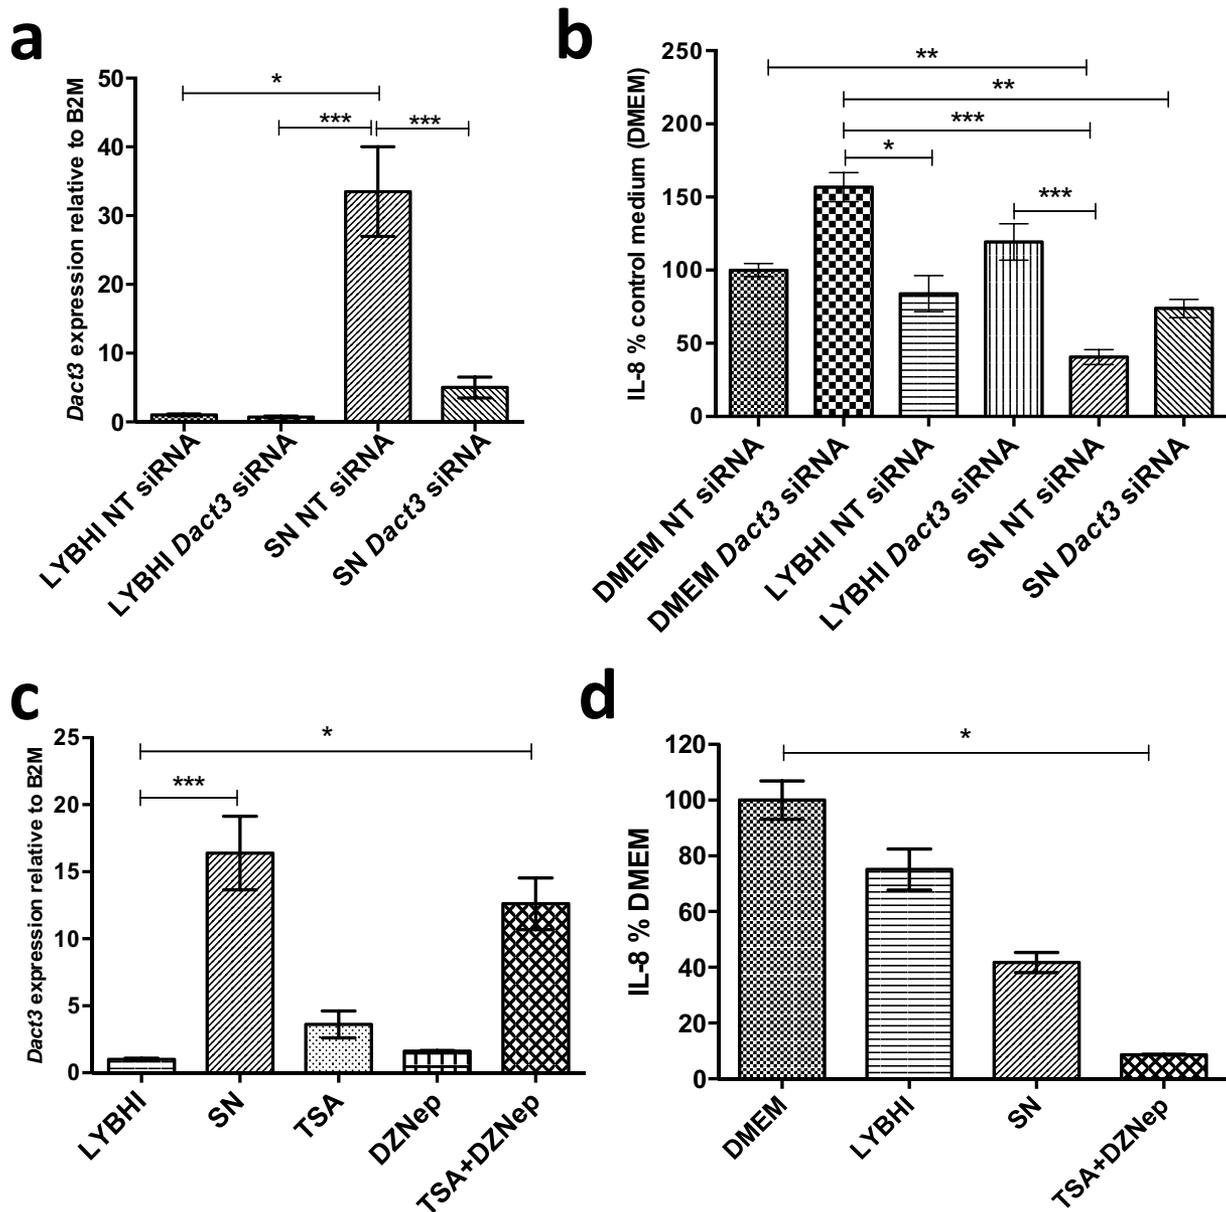 a
Dact3 expression relative to B2M
50
40
30
20
10
0
*
***
***
LYBHI NT siRNA
LYBHI Dact3 siRNA
SN NT siRNA
SN Dact3 siRNA
b
IL-8 % control medium (DMEM)
250
200
150
100
50
0
**
**
***
*
***
DMEM NT siRNA
DMEM Dact3 siRNA
LYBHI NT siRNA
LYBHI Dact3 siRNA
SN NT siRNA
SN Dact3 siRNA
c
Dact3 expression relative to B2M
25
20
15
10
5
0
*
***
LYBHI
SN
TSA
DZNep
TSA+DZNep
d
IL-8 % DMEM
120
100
80
60
40
20
0
*
DMEM
LYBHI
SN
TSA+DZNep